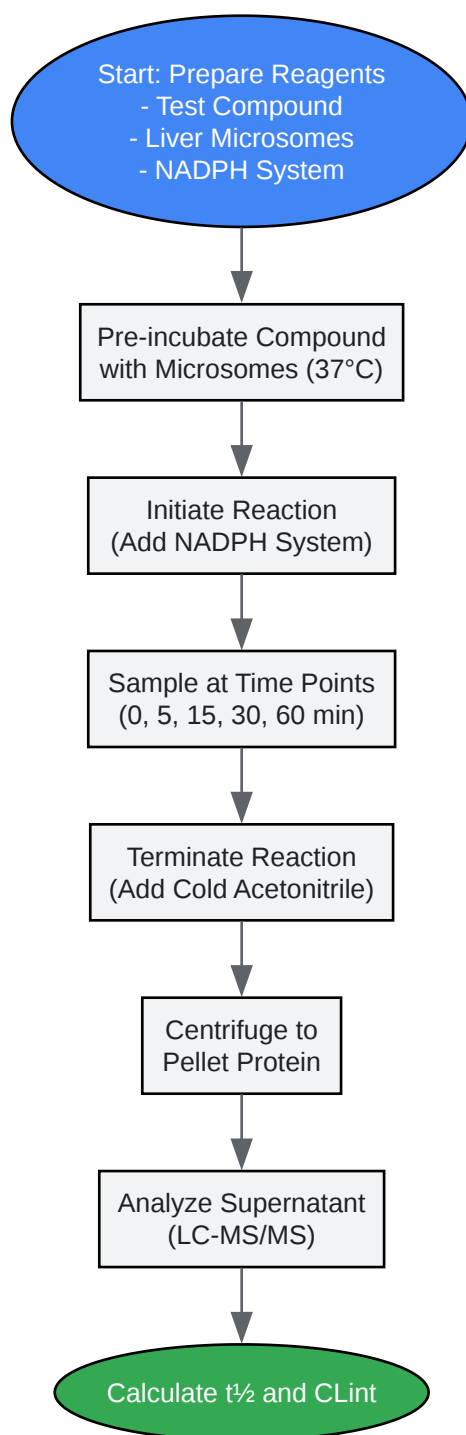 Start: Prepare Reagents
- Test Compound
- Liver Microsomes
- NADPH System
Pre-incubate Compound
with Microsomes (37°C)
Initiate Reaction
(Add NADPH System)
Sample at Time Points
(0, 5, 15, 30, 60 min)
Terminate Reaction
(Add Cold Acetonitrile)
Centrifuge to
Pellet Protein
Analyze Supernatant
(LC-MS/MS)
Calculate t½ and CLint